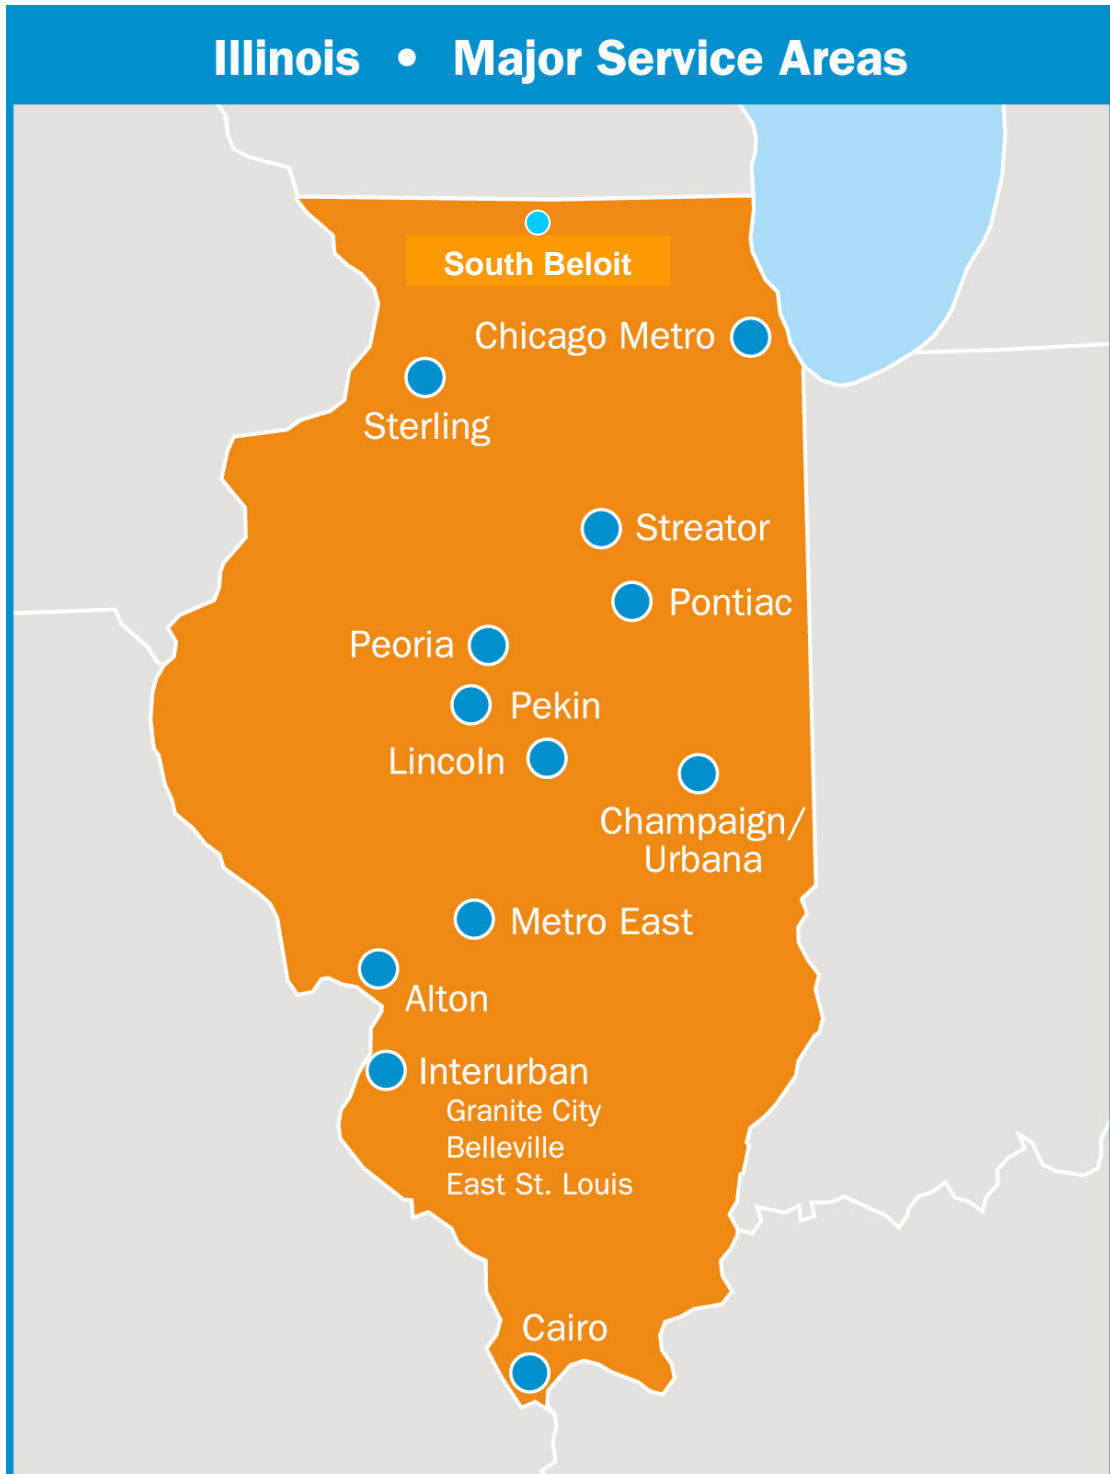 Illinois • Major Service Areas
South Beloit
Chicago Metro
Sterling
Streator
Pontiac
Peoria
Pekin
Lincoln
Champaign/
Urbana
Metro East
Alton
Interurban
Granite City
Belleville
East St. Louis
Cairo